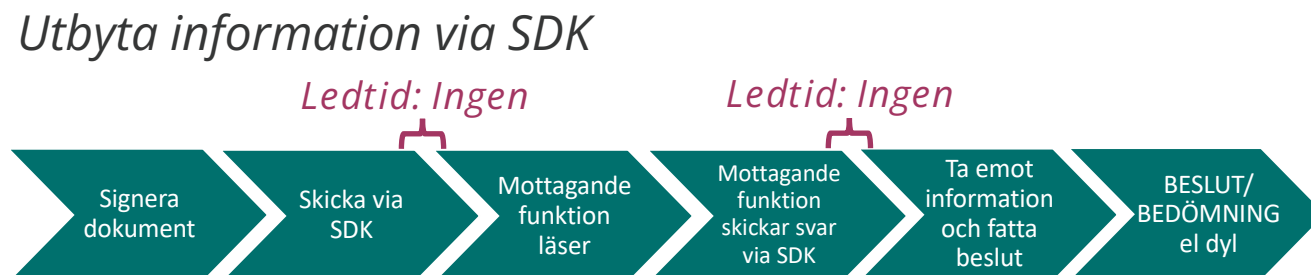 Utbyta information via SDK
Ledtid: Ingen
Ledtid: Ingen
Signera
dokument
Skicka via
SDK
Mottagande
funktion
läser
Mottagande
funktion
skickar svar
via SDK
Ta emot
information
och fatta
beslut
BESLUT/
BEDÖMNING
el dyl